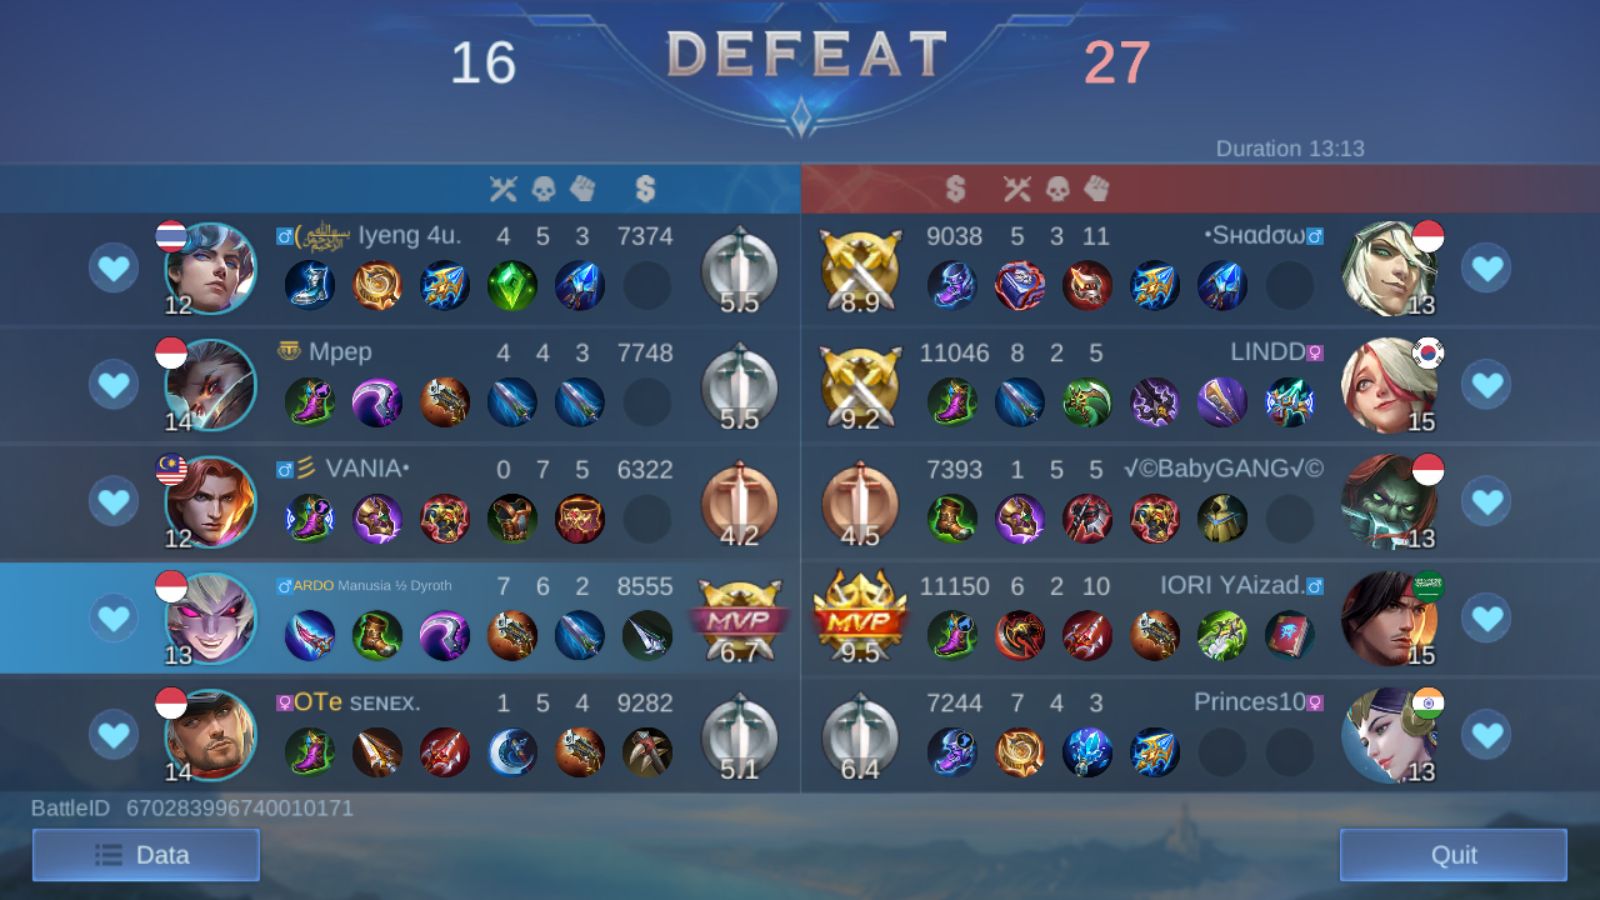 16 DEFEAT 27
Duration 13:13
Iyeng 4u. 4 5 3 7374
12 5.5
8.9 9038 5 3 11 •Sнαdσω
13
Mpep 4 4 3 7748
14 5.5
9.2 11046 8 2 5 LINDD
15
彡 VANIA• 0 7 5 6322
12 4.2
4.5 7393 1 5 5 √©BabyGANG√©
13
ARDO Manusia ½ Dyroth 7 6 2 8555
13 MVP 6.7
MVP 9.5 11150 6 2 10 IORI YAizad.
15
OTe SENEX. 1 5 4 9282
14 5.1
6.4 7244 7 4 3 Princes10
13
BattleID 670283996740010171
Data
Quit